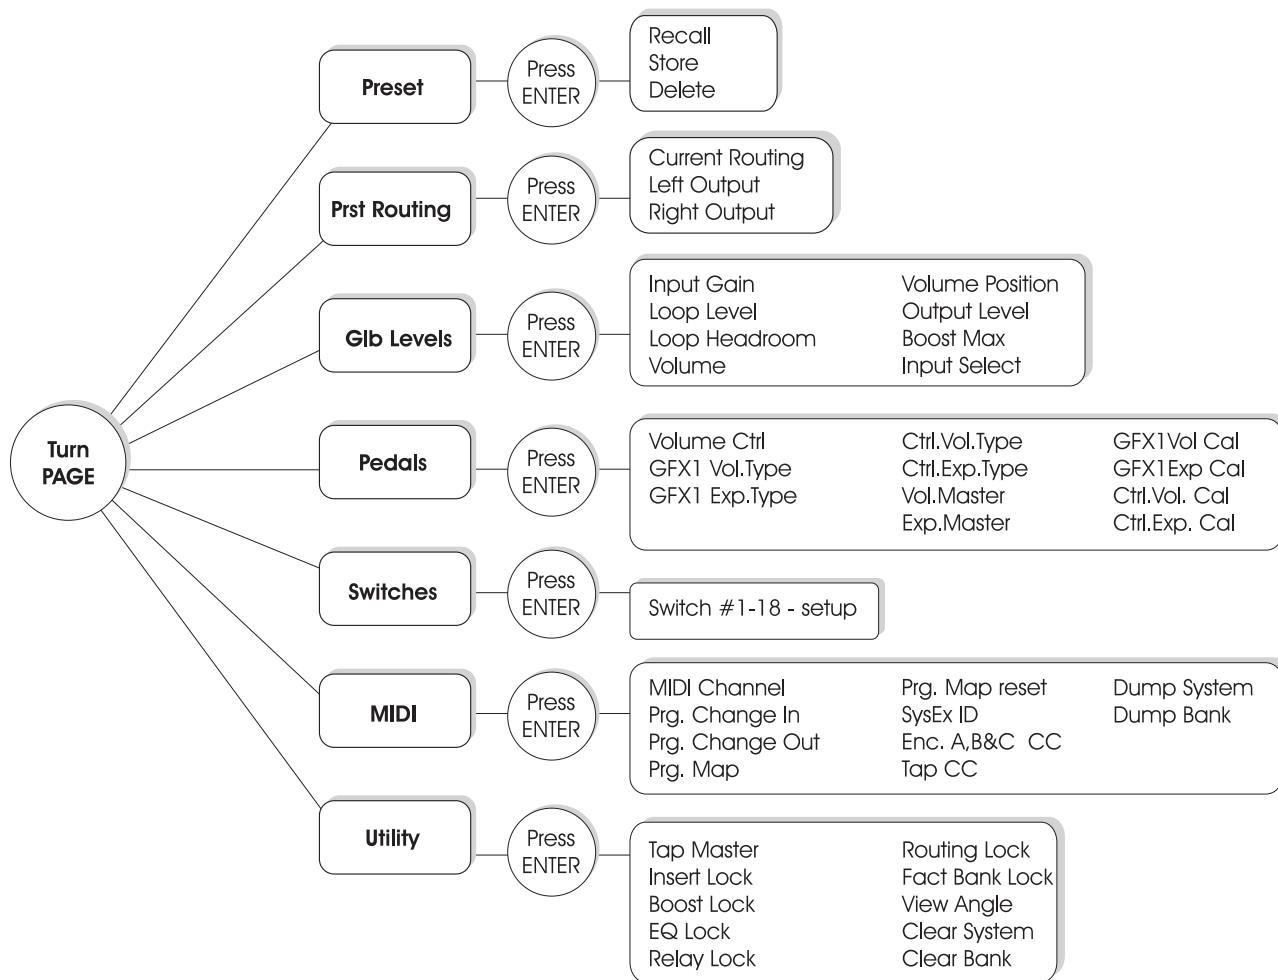 Turn
PAGE
Preset
Press
ENTER
Recall
Store
Delete
Prst Routing
Press
ENTER
Current Routing
Left Output
Right Output
Glb Levels
Press
ENTER
Input Gain
Loop Level
Loop Headroom
Volume
Volume Position
Output Level
Boost Max
Input Select
Pedals
Press
ENTER
Volume Ctrl
GFX1 Vol.Type
GFX1 Exp.Type
Ctrl.Vol.Type
Ctrl.Exp.Type
Vol.Master
Exp.Master
GFX1Vol Cal
GFX1Exp Cal
Ctrl.Vol. Cal
Ctrl.Exp. Cal
Switches
Press
ENTER
Switch #1-18 - setup
MIDI
Press
ENTER
MIDI Channel
Prg. Change In
Prg. Change Out
Prg. Map
Prg. Map reset
SysEx ID
Enc. A,B&C CC
Tap CC
Dump System
Dump Bank
Utility
Press
ENTER
Tap Master
Insert Lock
Boost Lock
EQ Lock
Relay Lock
Routing Lock
Fact Bank Lock
View Angle
Clear System
Clear Bank